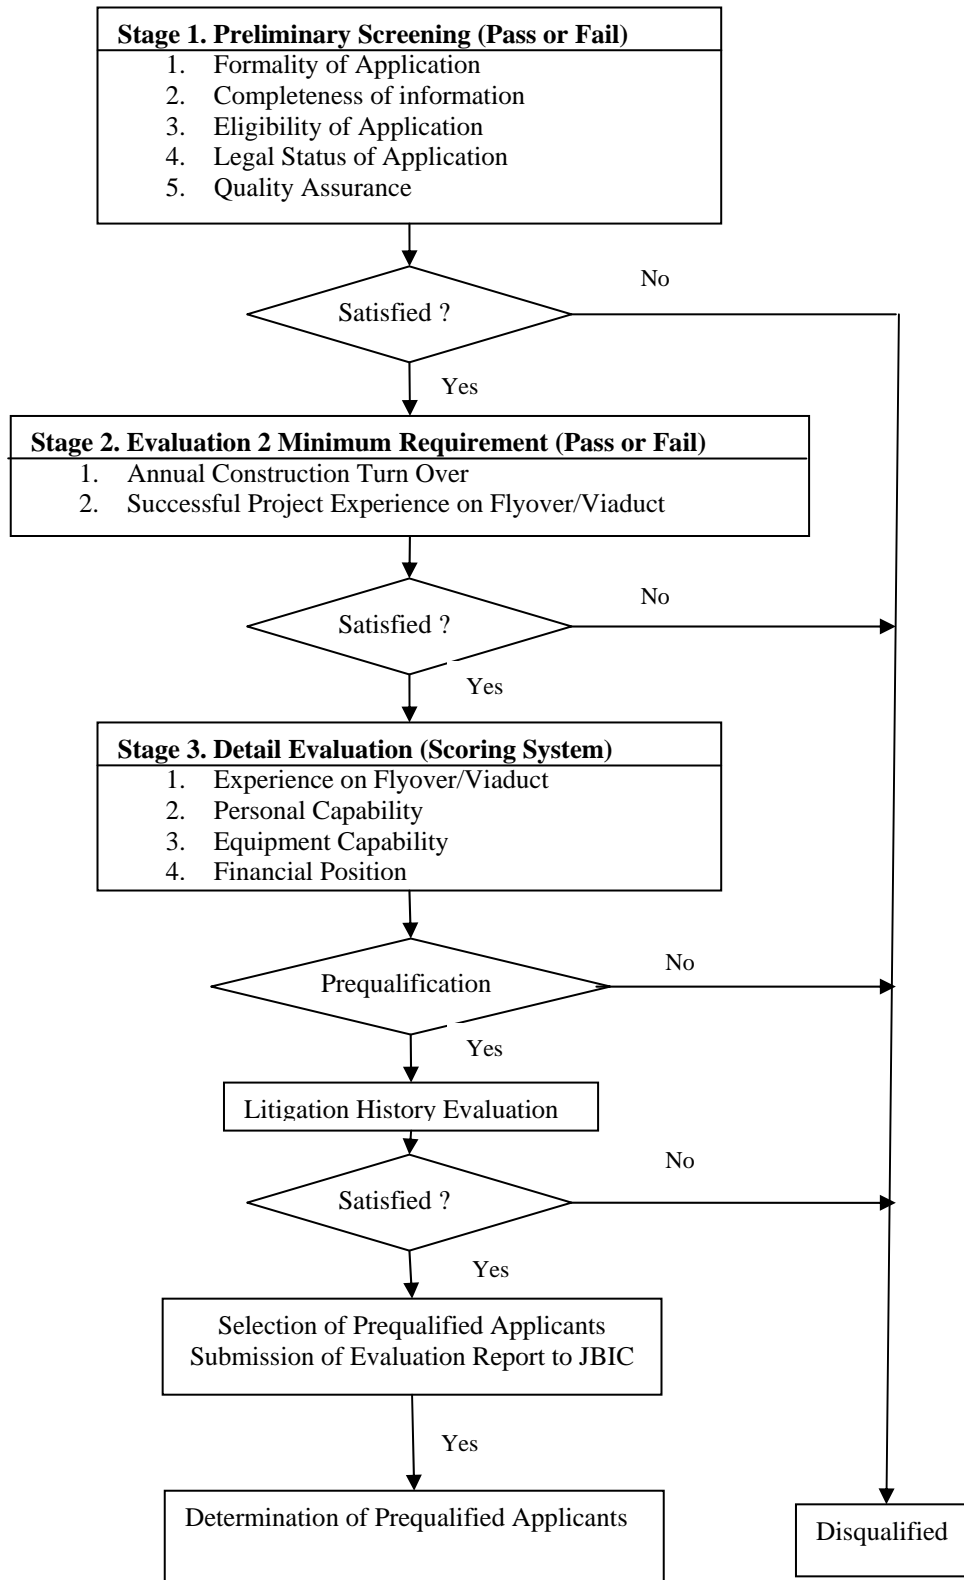 Stage 1. Preliminary Screening (Pass or Fail)
1. Formality of Application
2. Completeness of information
3. Eligibility of Application
4. Legal Status of Application
5. Quality Assurance
No
Satisfied ?
Yes
Stage 2. Evaluation 2 Minimum Requirement (Pass or Fail)
1. Annual Construction Turn Over
2. Successful Project Experience on Flyover/Viaduct
No
Satisfied ?
Yes
Stage 3. Detail Evaluation (Scoring System)
1. Experience on Flyover/Viaduct
2. Personal Capability
3. Equipment Capability
4. Financial Position
No
Prequalification
Yes
Litigation History Evaluation
No
Satisfied ?
Yes
Selection of Prequalified Applicants
Submission of Evaluation Report to JBIC
Yes
Determination of Prequalified Applicants
Disqualified